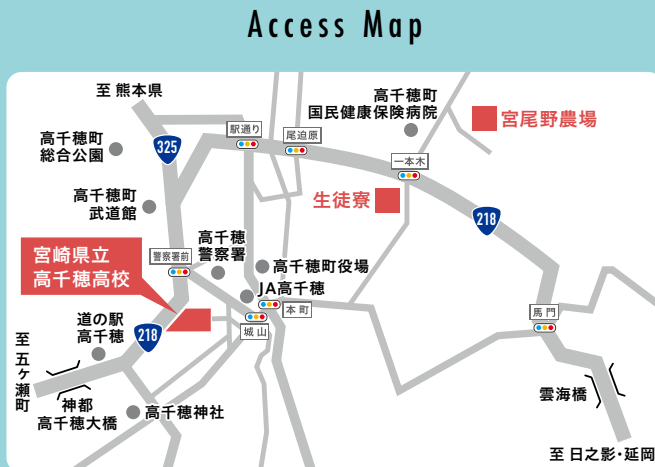 Access Map
至 熊本県
325
高千穂町
総合公園
高千穂町
武道館
駅通り
尾迫原
高千穂町
国民健康保険病院
宮尾野農場
一本木
生徒寮
218
宮崎県立
高千穂高校
警察署前
高千穂
警察署
高千穂町役場
JA高千穂
本町
城山
馬門
道の駅
高千穂
218
至五ヶ瀬町
神都
高千穂大橋
高千穂神社
雲海橋
至 日之影・延岡